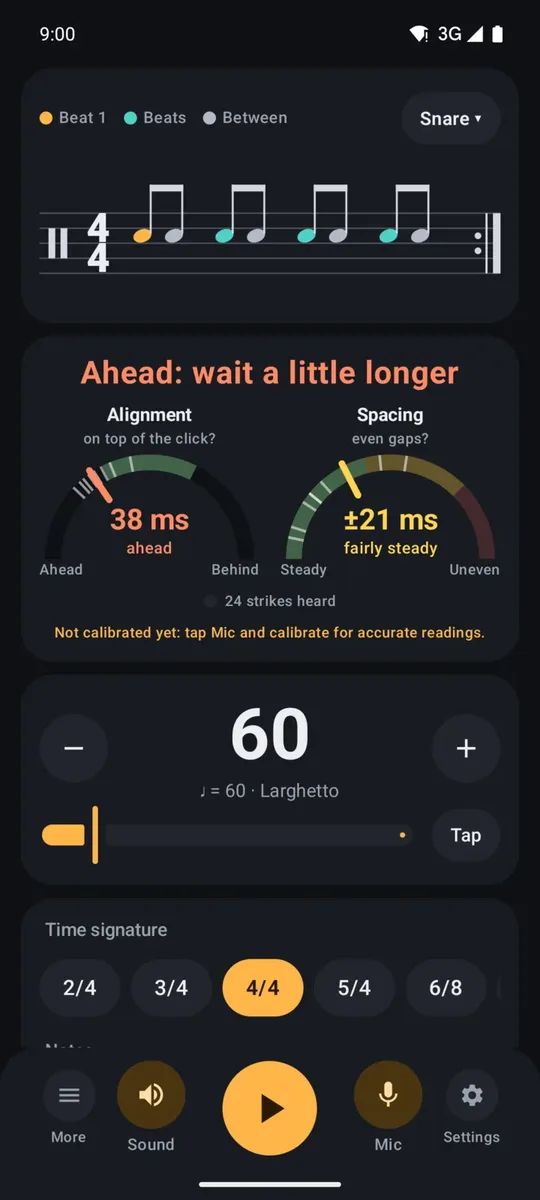 9:00
3G
Beat 1 Beats Between
Snare ▾
4
4
Ahead: wait a little longer
Alignment
on top of the click?
38 ms
ahead
Ahead Behind
Spacing
even gaps?
±21 ms
fairly steady
Steady Uneven
24 strikes heard
Not calibrated yet: tap Mic and calibrate for accurate readings.
−
60
+
♩ = 60 · Larghetto
Tap
Time signature
2/4 3/4 4/4 5/4 6/8
More Sound Mic Settings